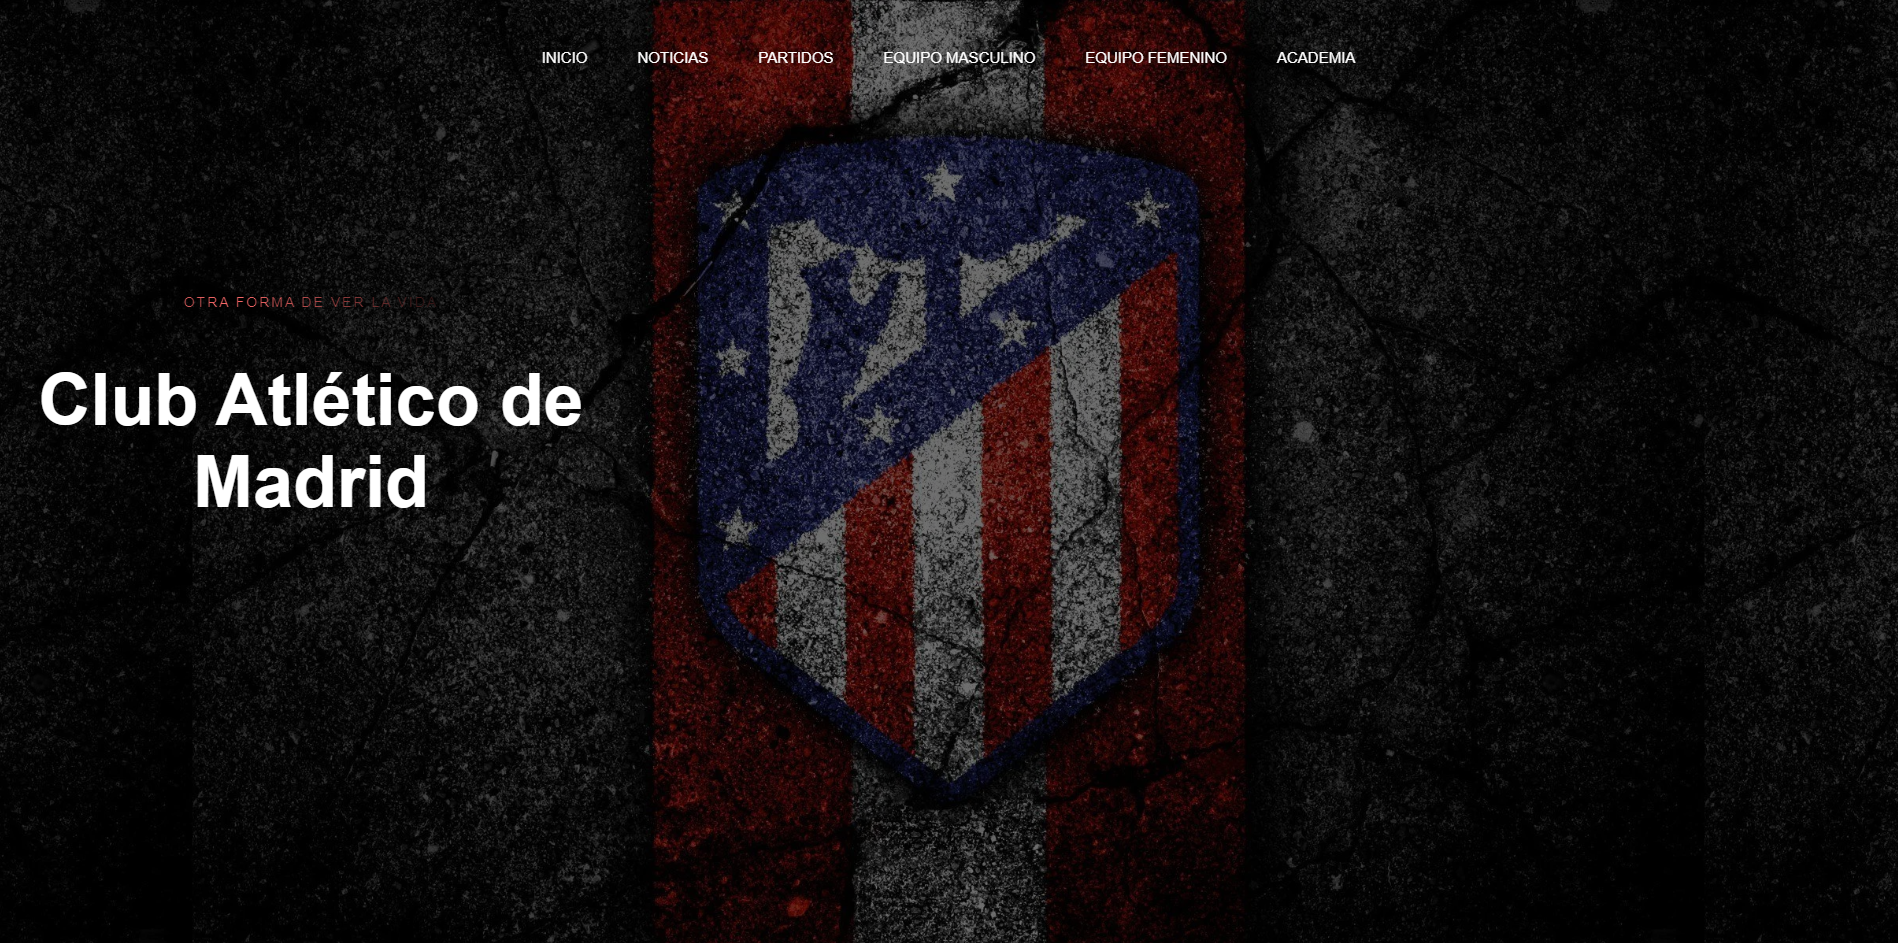 INICIO NOTICIAS PARTIDOS EQUIPO MASCULINO EQUIPO FEMENINO ACADEMIA
OTRA FORMA DE VER LA VIDA
Club Atlético de
Madrid